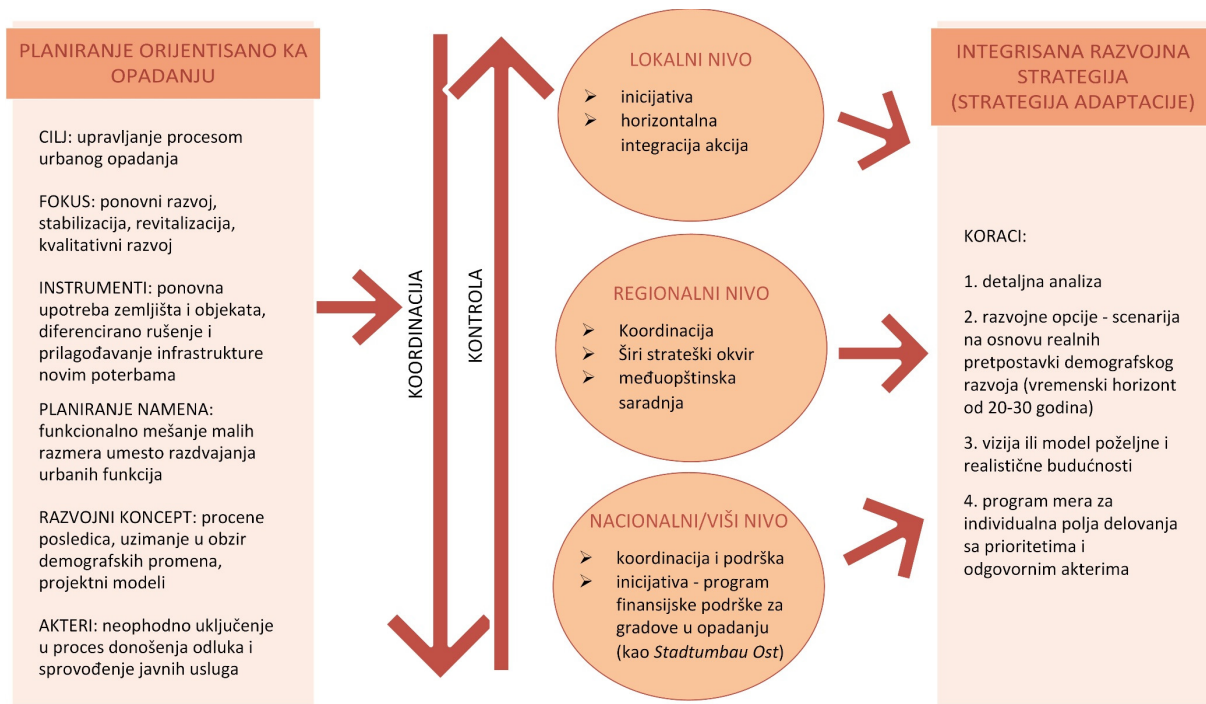 PLANIRANJE ORIJENTISANO KA
OPADANJU
CILJ: upravljanje procesom
urbanog opadanja
FOKUS: ponovni razvoj,
stabilizacija, revitalizacija,
kvalitativni razvoj
INSTRUMENTI: ponovna
upotreba zemljišta i objekata,
diferencirano rušenje i
prilagođavanje infrastrukture
novim poterbama
PLANIRANJE NAMENA:
funkcionalno mešanje malih
razmera umesto razdvajanja
urbanih funkcija
RAZVOJNI KONCEPT: procene
posledica, uzimanje u obzir
demografskih promena,
projektni modeli
AKTERI: neophodno uključenje
u proces donošenja odluka i
sprovođenje javnih usluga
KOORDINACIJA
KONTROLA
LOKALNI NIVO
➢ inicijativa
➢ horizontalna
integracija akcija
REGIONALNI NIVO
➢ Koordinacija
➢ Širi strateški okvir
➢ međuopštinska
saradnja
NACIONALNI/VIŠI NIVO
➢ koordinacija i podrška
➢ inicijativa - program
finansijske podrške za
gradove u opadanju
(kao Stadtumbau Ost)
INTEGRISANA RAZVOJNA
STRATEGIJA
(STRATEGIJA ADAPTACIJE)
KORACI:
1. detaljna analiza
2. razvojne opcije - scenarija
na osnovu realnih
pretpostavki demografskog
razvoja (vremenski horizont
od 20-30 godina)
3. vizija ili model poželjne i
realistične budućnosti
4. program mera za
individualna polja delovanja
sa prioritetima i
odgovornim akterima